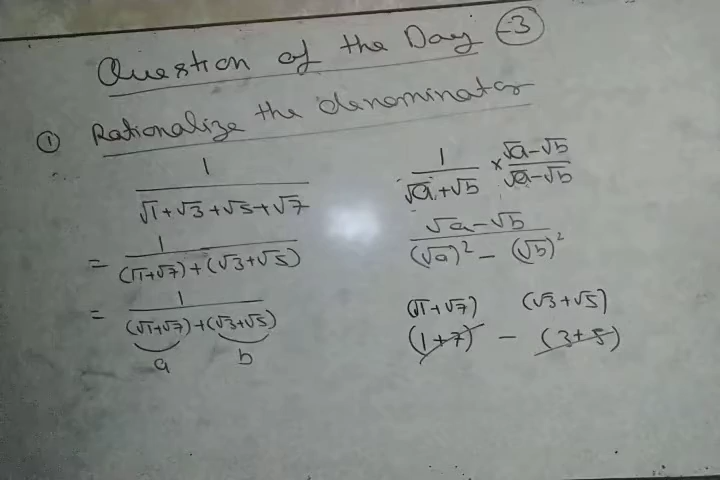 Question of the Day -3
① Rationalize the denominator
1
√1+√3+√5+√7
= 1
(√1+√7)+(√3+√5)
= 1
(√1+√7)+(√3+√5)
a b
1 × √a-√b
√a+√b √a-√b
√a-√b
(√a)² - (√b)²
(√1+√7) (√3+√5)
(1+7) - (3+5)